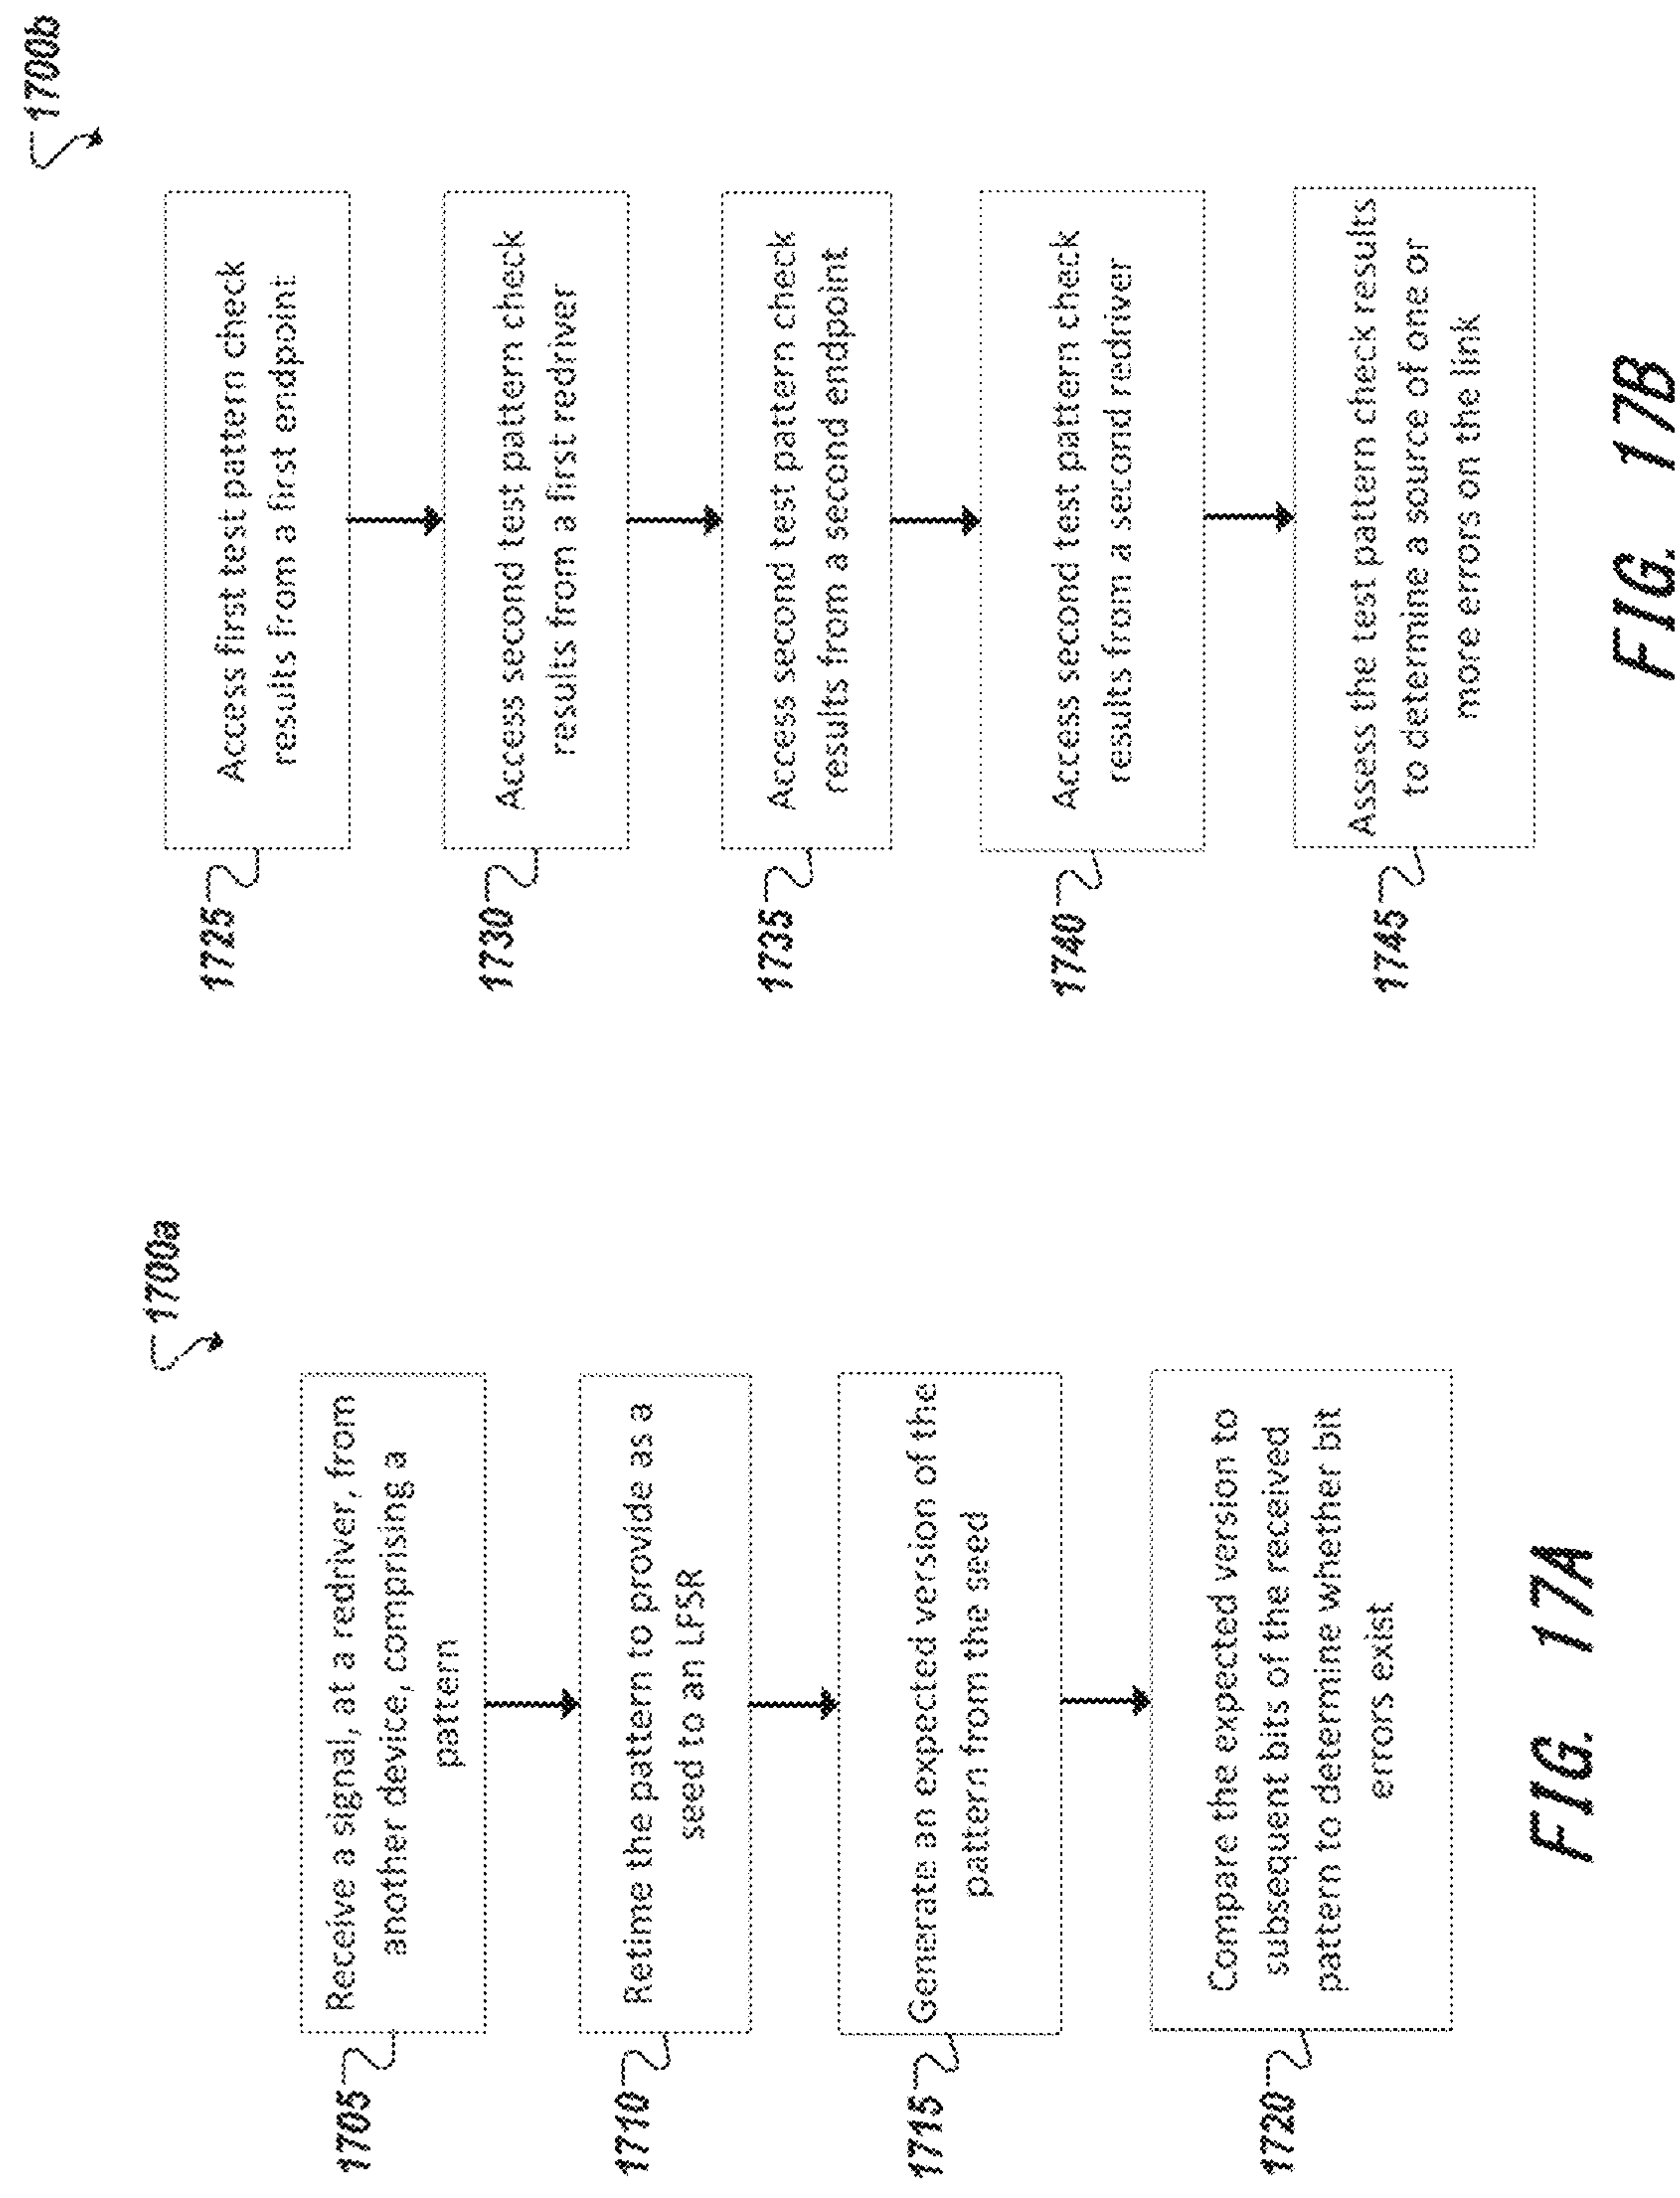 1700a
1705
Receive a signal, at a redriver, from
another device, comprising a
pattern
1710
Retime the pattern to provide as a
seed to an LFSR
1715
Generate an expected version of the
pattern from the seed
1720
Compare the expected version to
subsequent bits of the received
pattern to determine whether bit
errors exist
FIG. 17A
1700b
1725
Access first test pattern check
results from a first endpoint
1730
Access second test pattern check
results from a first redriver
1735
Access second test pattern check
results from a second endpoint
1740
Access second test pattern check
results from a second redriver
1745
Assess the test pattern check results
to determine a source of one or
more errors on the link
FIG. 17B